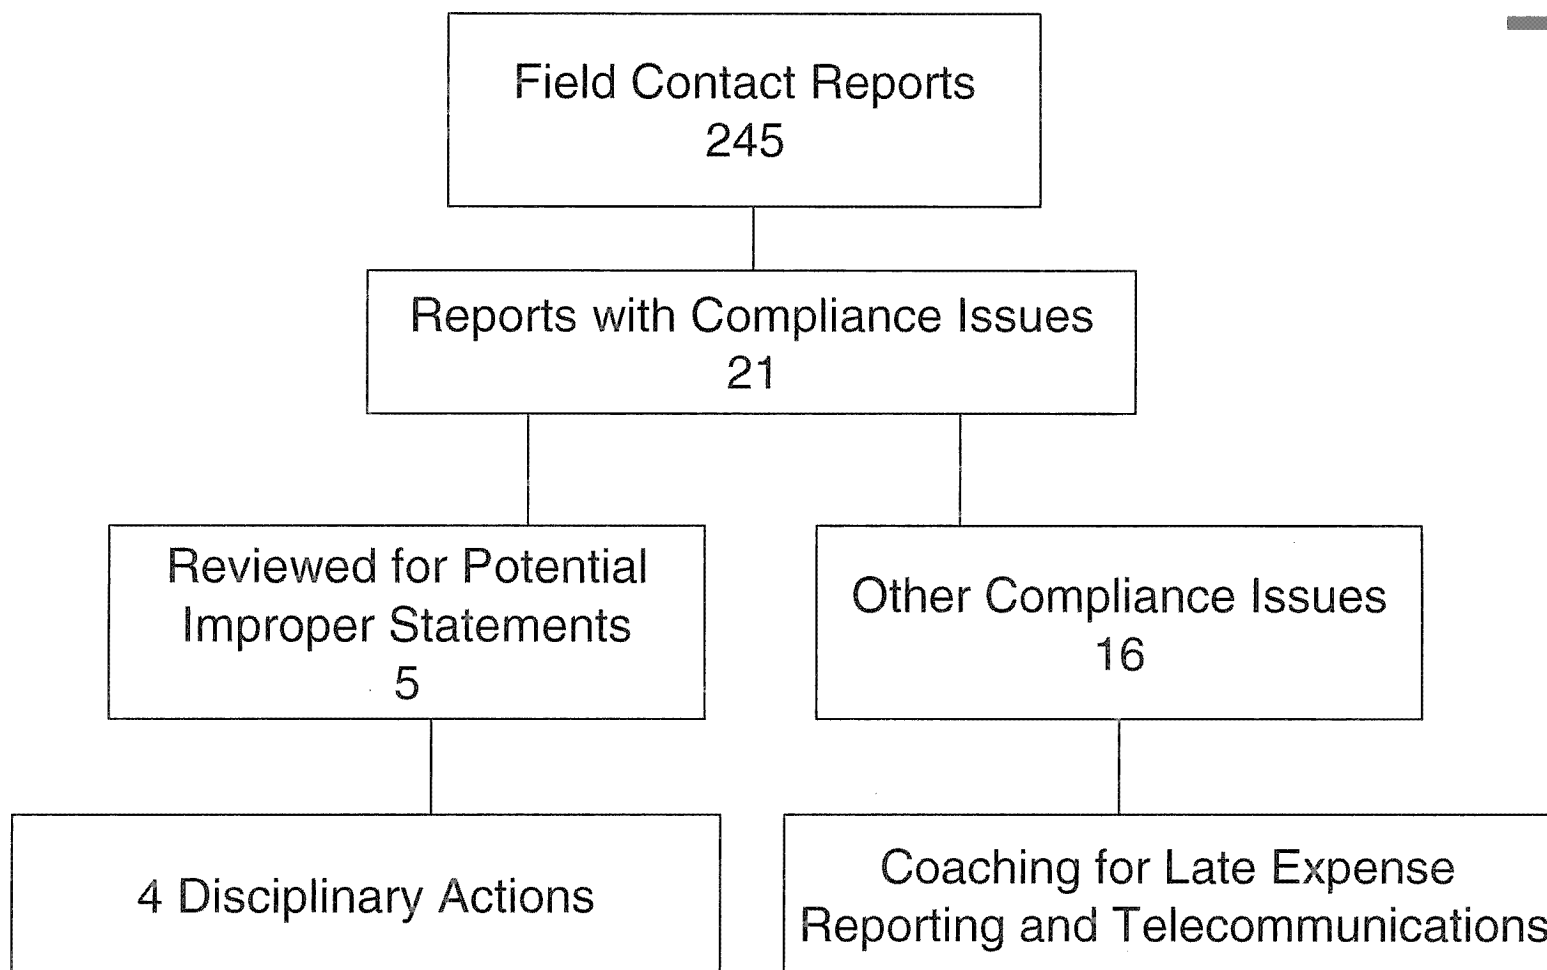 Field Contact Reports
245
Reports with Compliance Issues
21
Reviewed for Potential
Improper Statements
5
Other Compliance Issues
16
4 Disciplinary Actions
Coaching for Late Expense
Reporting and Telecommunications